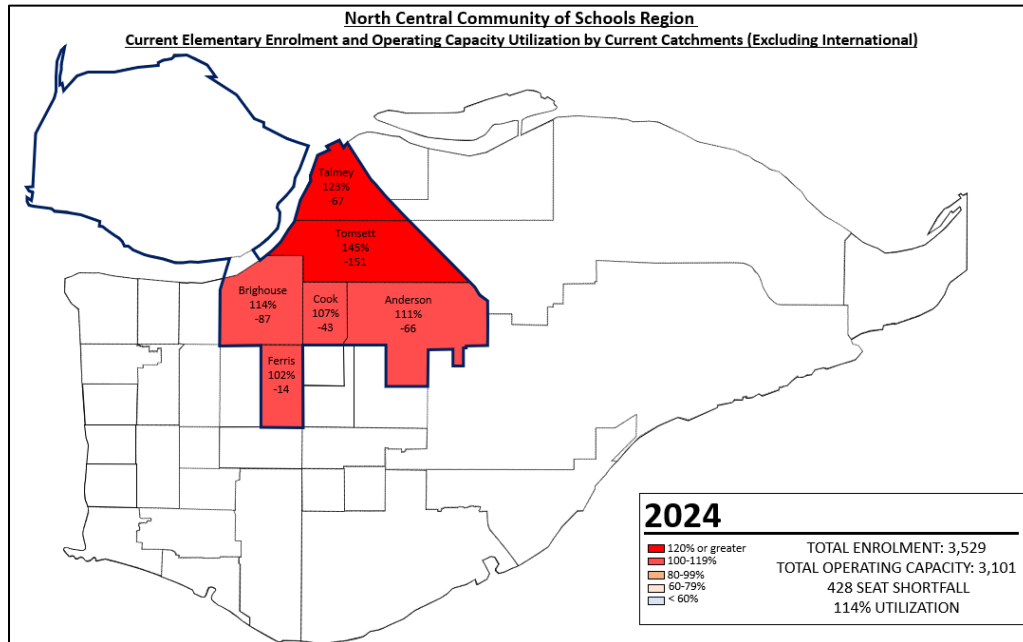 North Central Community of Schools Region
Current Elementary Enrolment and Operating Capacity Utilization by Current Catchments (Excluding International)
Talmey
123%
-67
Tomsett
145%
-151
Brighouse
114%
-87
Cook
107%
-43
Anderson
111%
-66
Ferris
102%
-14
2024
120% or greater
100-119%
80-99%
60-79%
< 60%
TOTAL ENROLMENT: 3,529
TOTAL OPERATING CAPACITY: 3,101
428 SEAT SHORTFALL
114% UTILIZATION